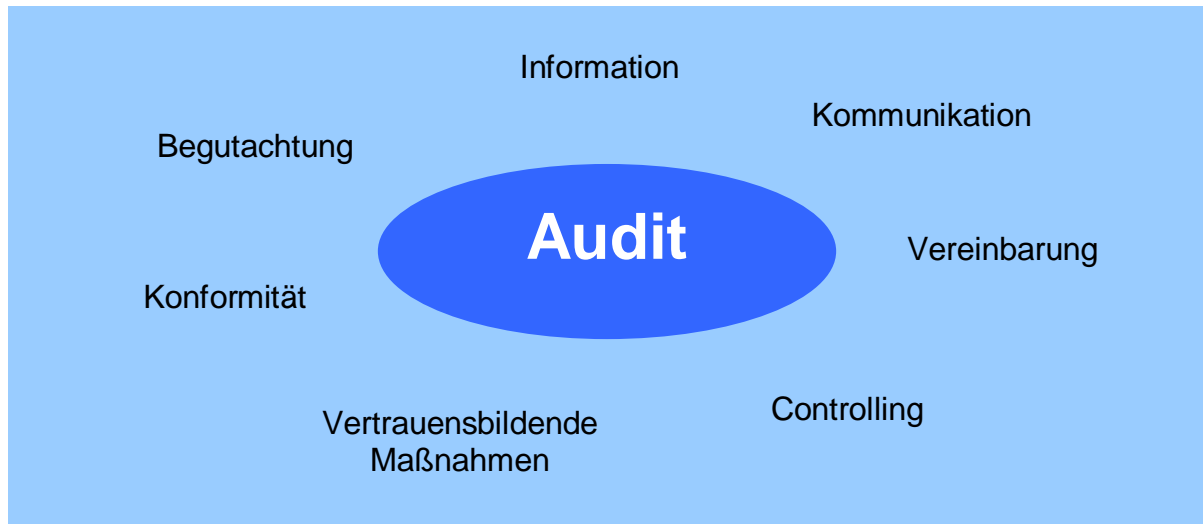 Information
Kommunikation
Begutachtung
Audit
Vereinbarung
Konformität
Controlling
Vertrauensbildende
Maßnahmen